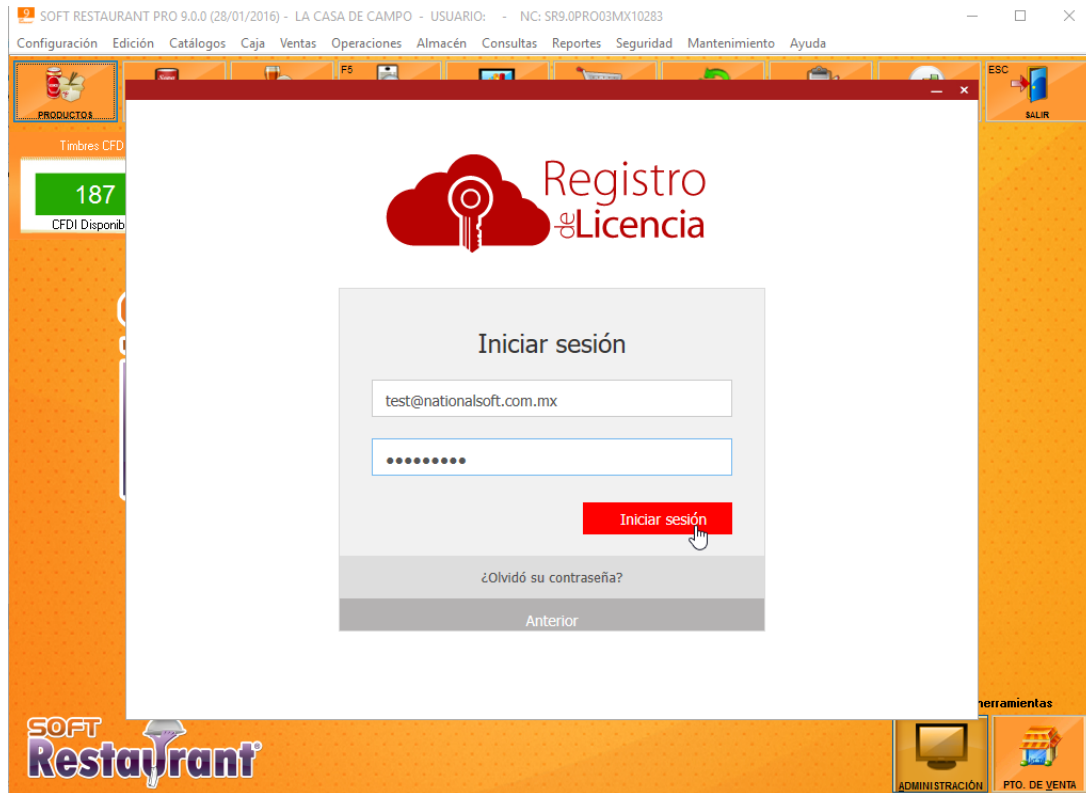 SOFT RESTAURANT PRO 9.0.0 (28/01/2016) - LA CASA DE CAMPO - USUARIO: - NC: SR9.0PRO03MX10283
Configuración Edición Catálogos Caja Ventas Operaciones Almacén Consultas Reportes Seguridad Mantenimiento Ayuda
F5
ESC
PRODUCTOS
SALIR
Timbres CFD
187
CFDI Disponib
Registro
de Licencia
Iniciar sesión
test@nationalsoft.com.mx
Iniciar sesión
¿Olvidó su contraseña?
Anterior
herramientas
SOFT
Restaurant®
ADMINISTRACIÓN
PTO. DE VENTA